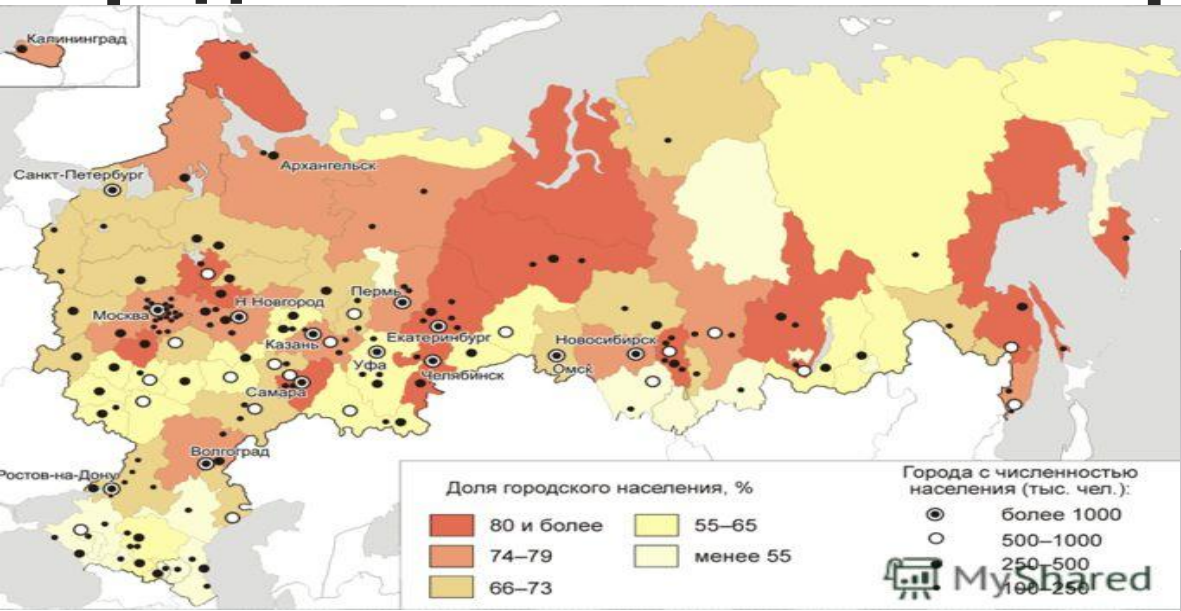 Калининград
Архангельск
Санкт-Петербург
Москва
Н.Новгород
Пермь
Казань
Екатеринбург
Уфа
Челябинск
Самара
Новосибирск
Омск
Волгоград
Ростов-на-Дону
Доля городского населения, %
80 и более
74–79
66–73
55–65
менее 55
Города с численностью
населения (тыс. чел.):
более 1000
500–1000
250–500
100–250
MyShared